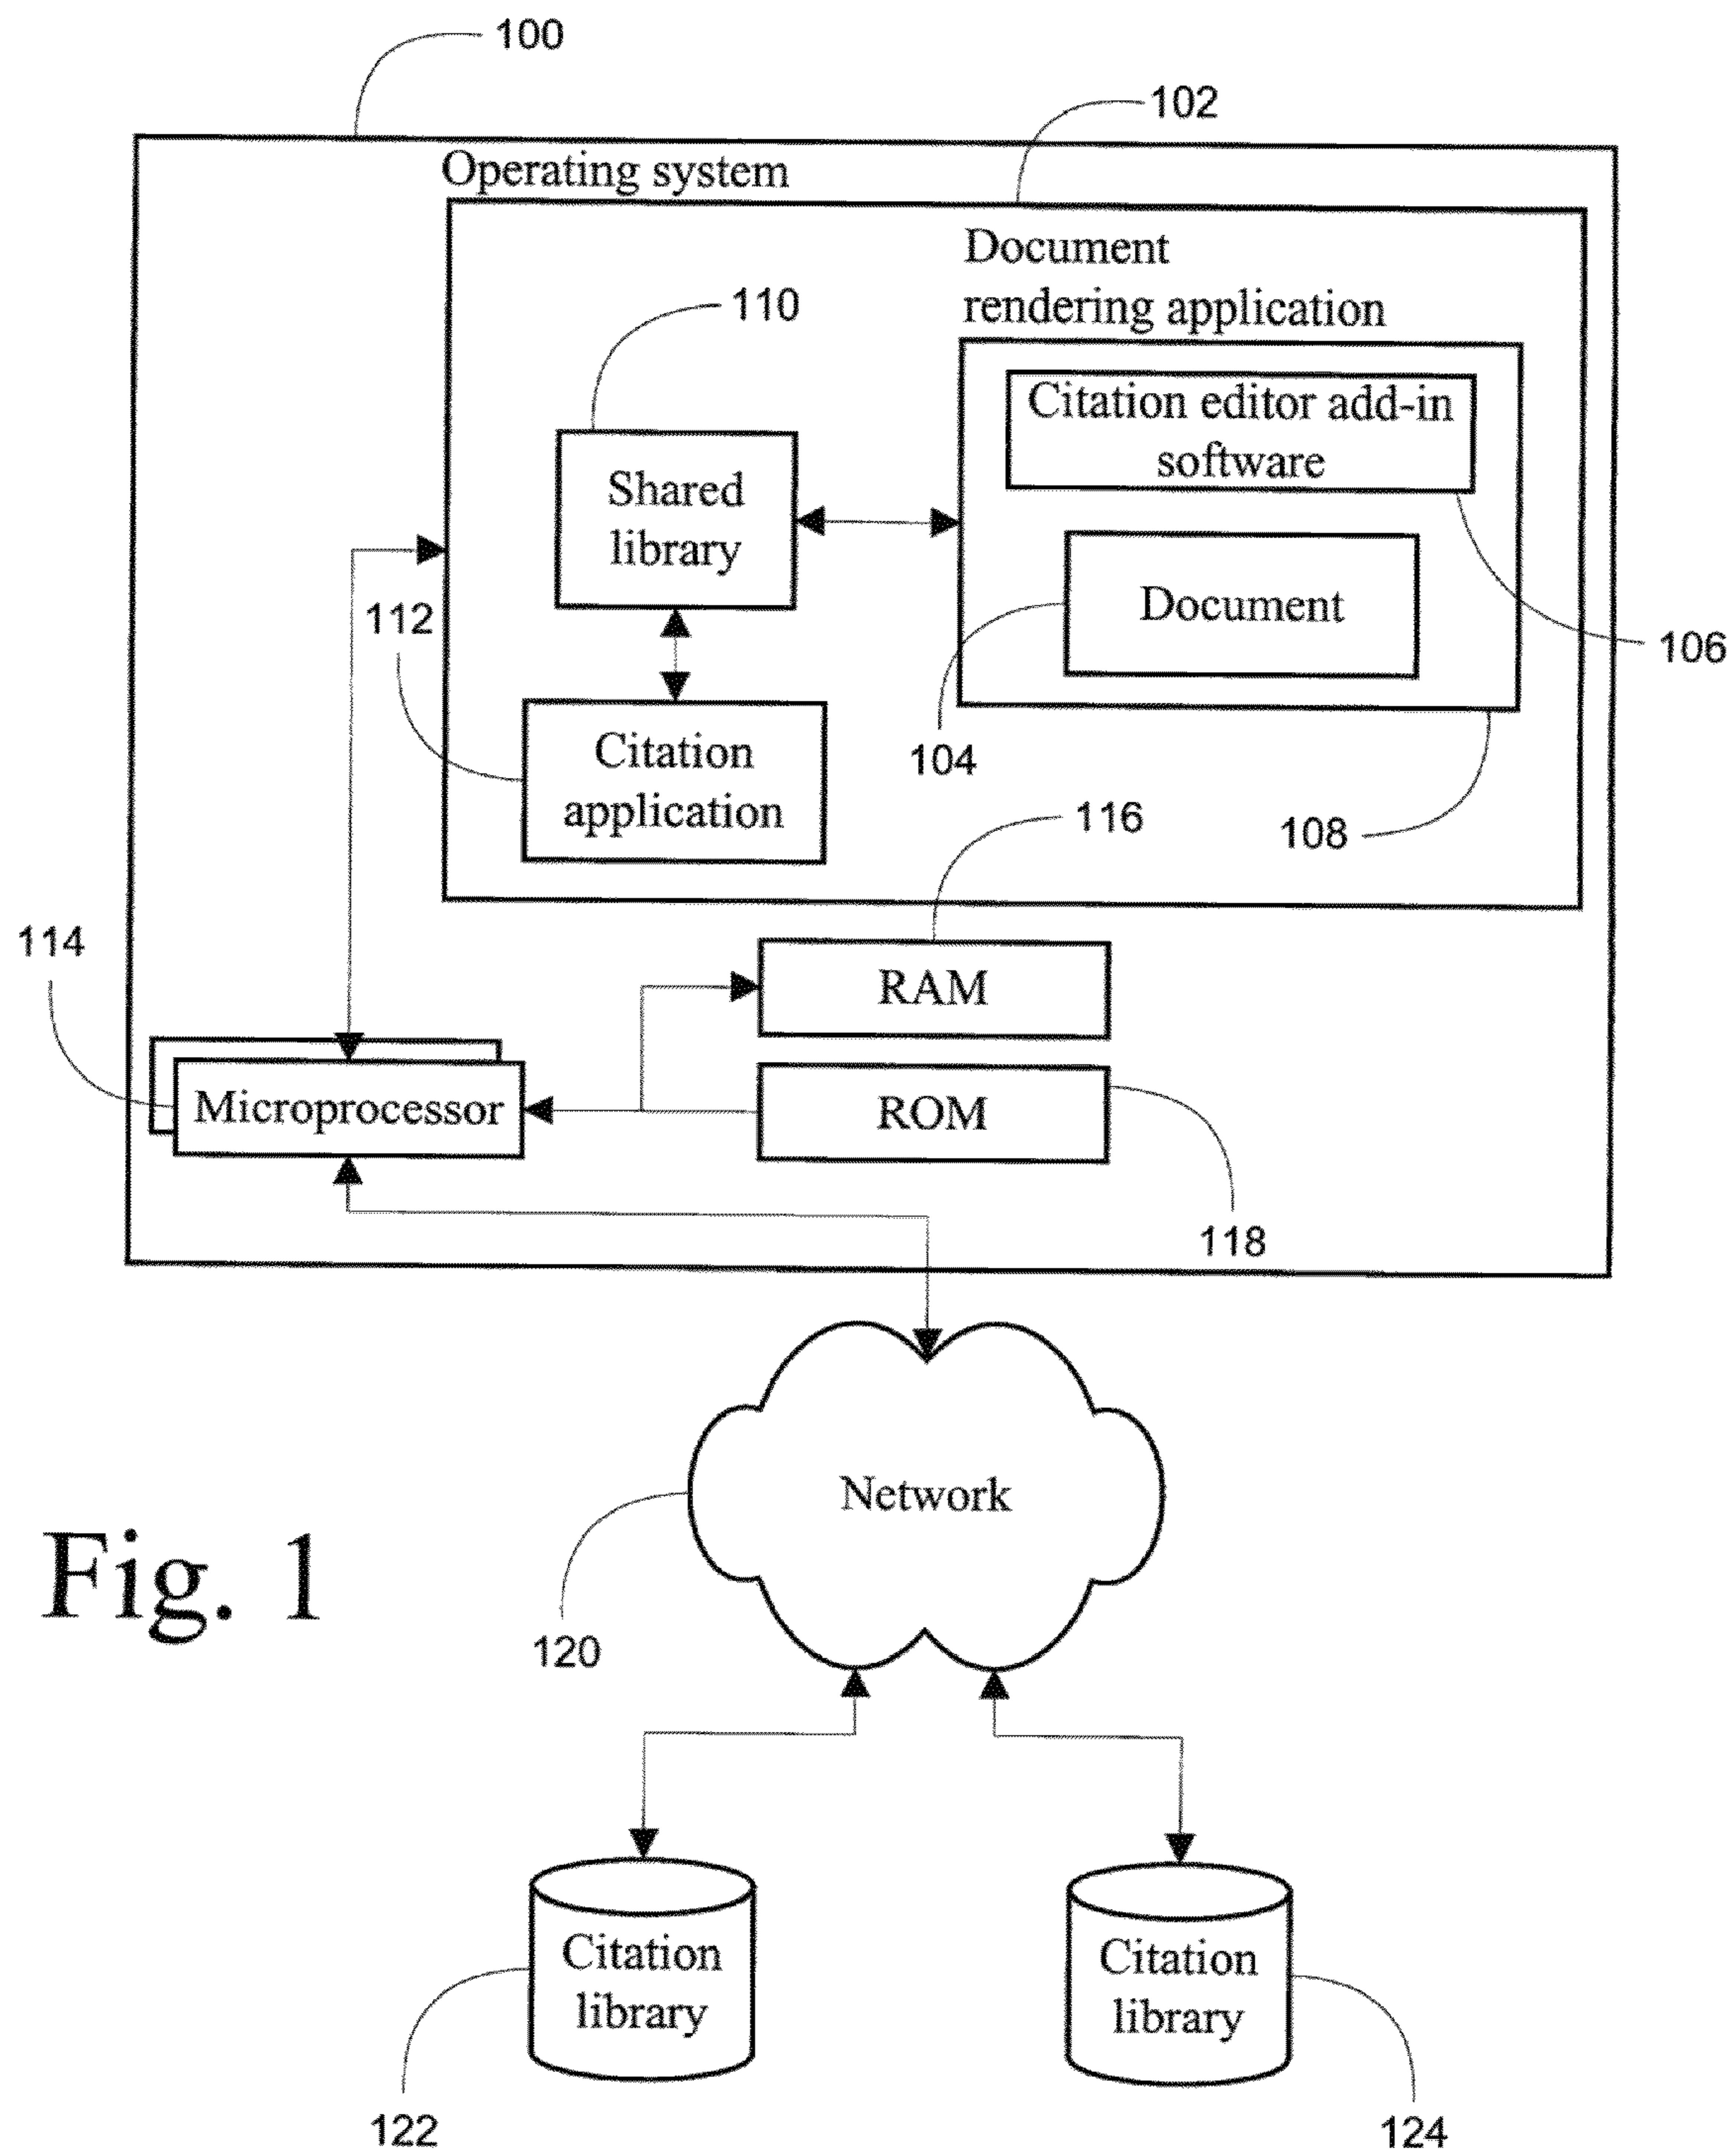 100
102
Operating system
Document
rendering application
110
Citation editor add-in
software
Shared
library
Document
112
106
104
Citation
application
116
108
114
RAM
Microprocessor
ROM
118
Network
Fig. 1
120
Citation
library
Citation
library
122
124